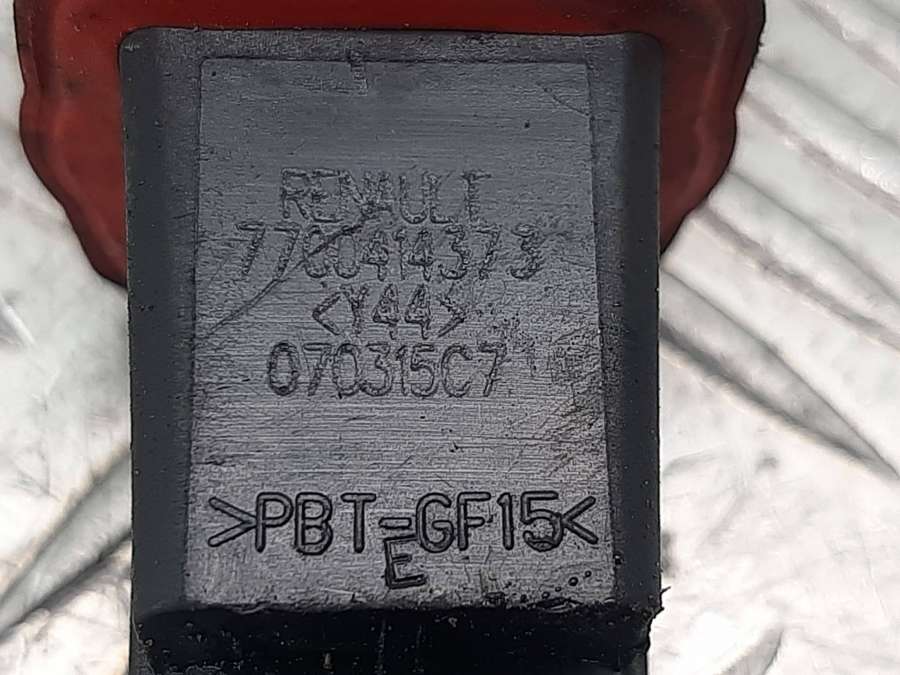 RENAULT
7700414373
<Y44>
070315C7
>PBT-GF15<
E